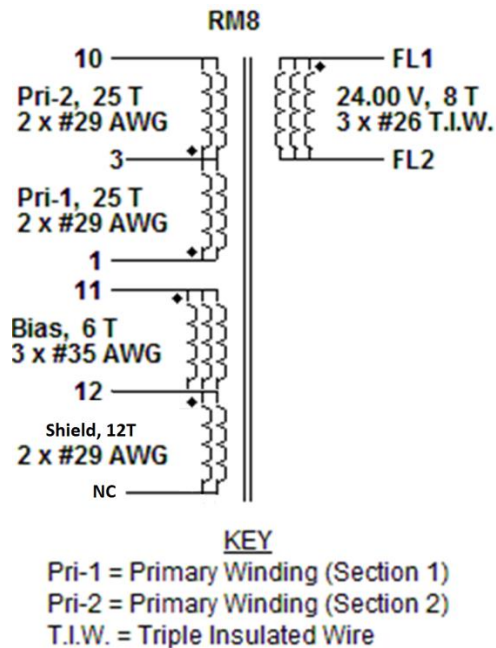 RM8
10
Pri-2, 25 T
2 x #29 AWG
3
Pri-1, 25 T
2 x #29 AWG
1
11
Bias, 6 T
3 x #35 AWG
12
Shield, 12T
2 x #29 AWG
NC
FL1
24.00 V, 8 T
3 x #26 T.I.W.
FL2
KEY
Pri-1 = Primary Winding (Section 1)
Pri-2 = Primary Winding (Section 2)
T.I.W. = Triple Insulated Wire